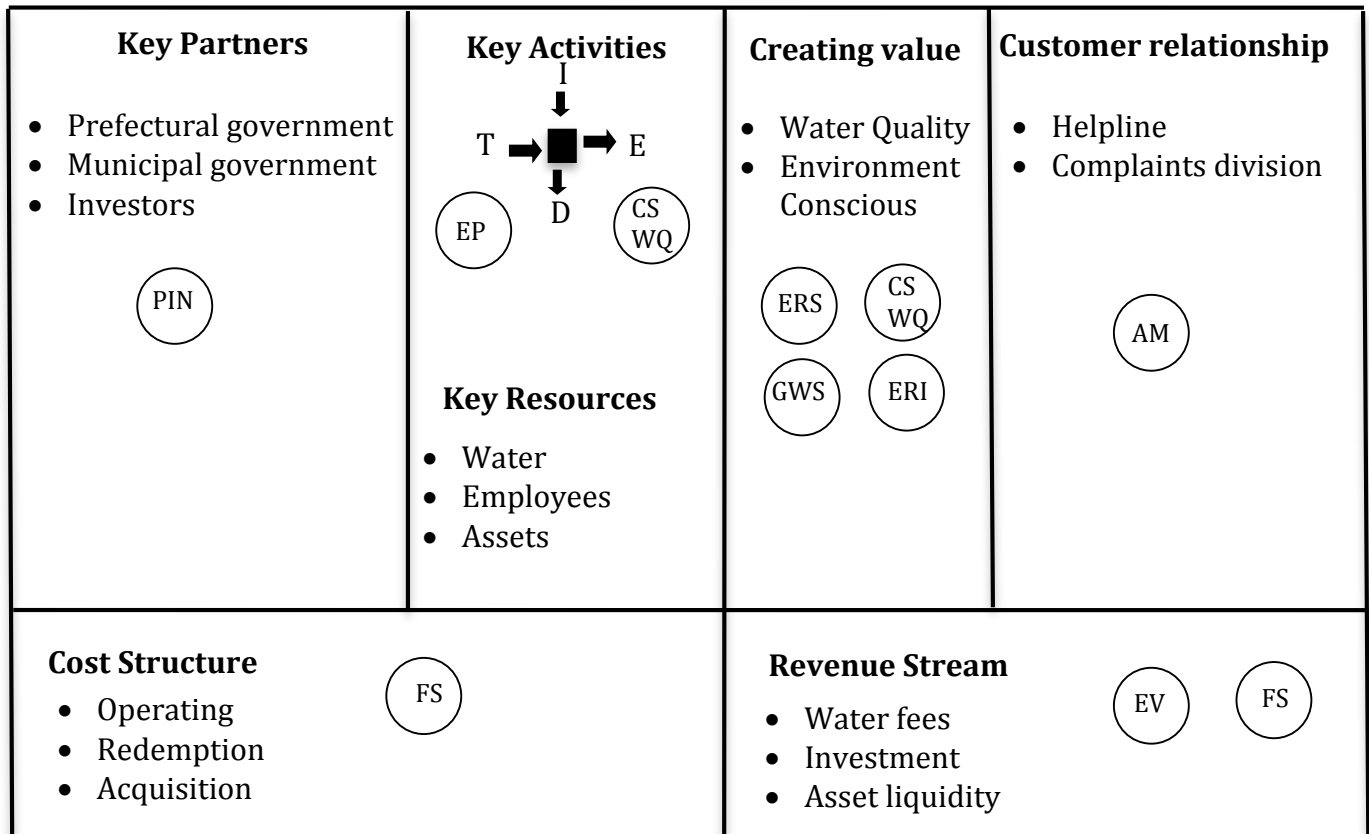 Key Partners
• Prefectural government
• Municipal government
• Investors
PIN
Key Activities
I
T
E
D
EP
CS
WQ
Key Resources
• Water
• Employees
• Assets
Creating value
• Water Quality
• Environment
Conscious
ERS
CS
WQ
GWS
ERI
Customer relationship
• Helpline
• Complaints division
AM
Cost Structure
• Operating
• Redemption
• Acquisition
FS
Revenue Stream
• Water fees
• Investment
• Asset liquidity
EV
FS